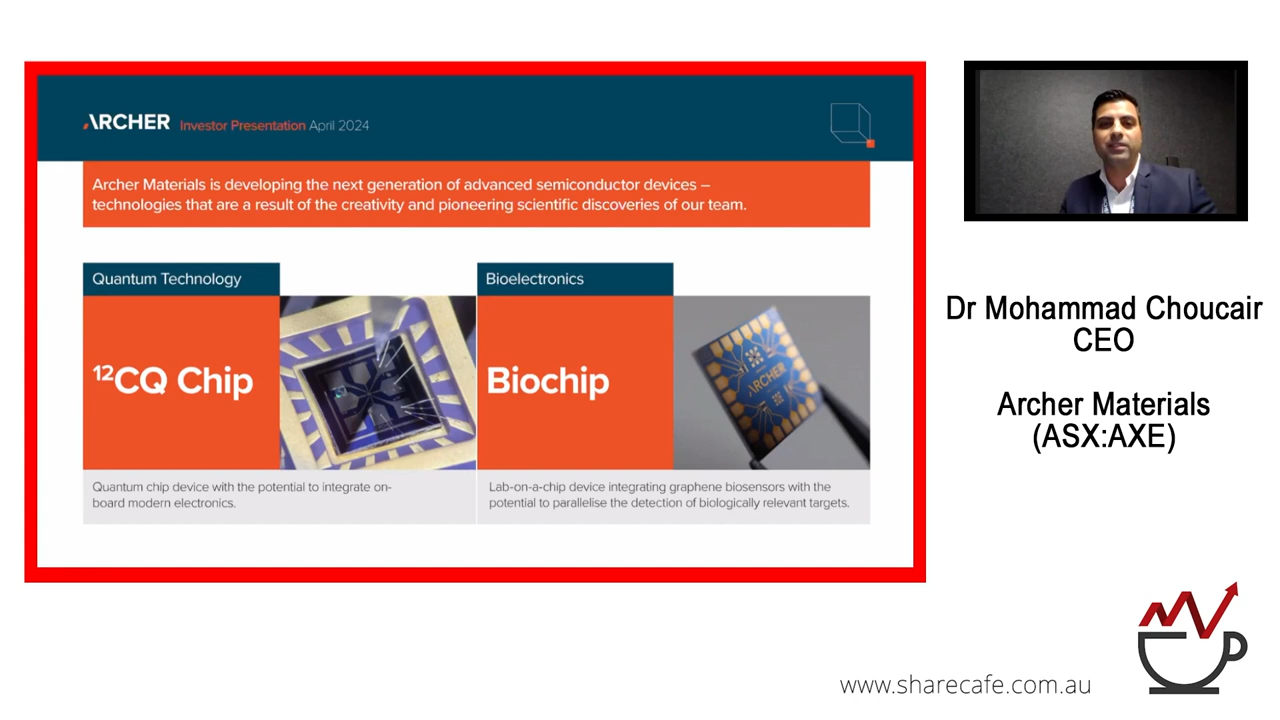 ARCHER Investor Presentation April 2024
Archer Materials is developing the next generation of advanced semiconductor devices –
technologies that are a result of the creativity and pioneering scientific discoveries of our team.
Quantum Technology
¹²CQ Chip
Quantum chip device with the potential to integrate on-
board modern electronics.
Bioelectronics
Biochip
ARCHER
Lab-on-a-chip device integrating graphene biosensors with the
potential to parallelise the detection of biologically relevant targets.
Dr Mohammad Choucair
CEO
Archer Materials
(ASX:AXE)
www.sharecafe.com.au